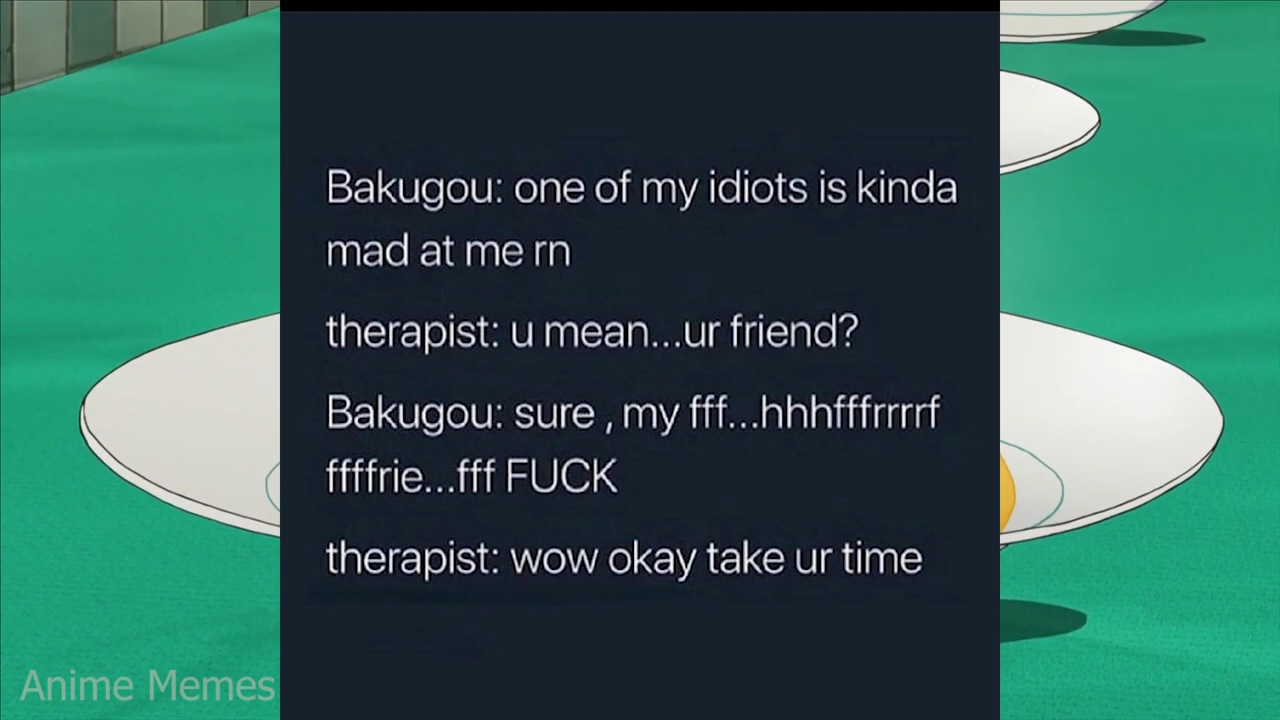 Bakugou: one of my idiots is kinda
mad at me rn
therapist: u mean...ur friend?
Bakugou: sure , my fff...hhhfffrrrrf
ffffrie...fff FUCK
therapist: wow okay take ur time
Anime Memes